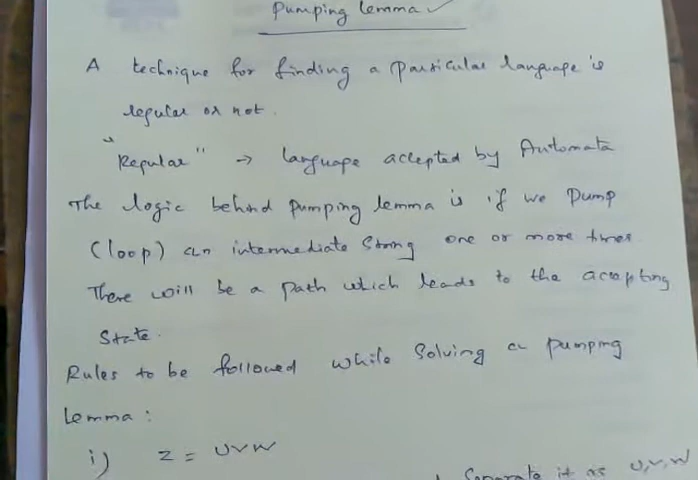 Pumping lemma ✓
A technique for finding a particular language is
regular or not.
"Regular" → language accepted by Automata
The logic behind pumping lemma is if we pump
(loop) an intermediate string one or more times
There will be a path which leads to the accepting
State.
Rules to be followed while solving a pumping
lemma :
i) z = uvw
Separate it as u,v,w